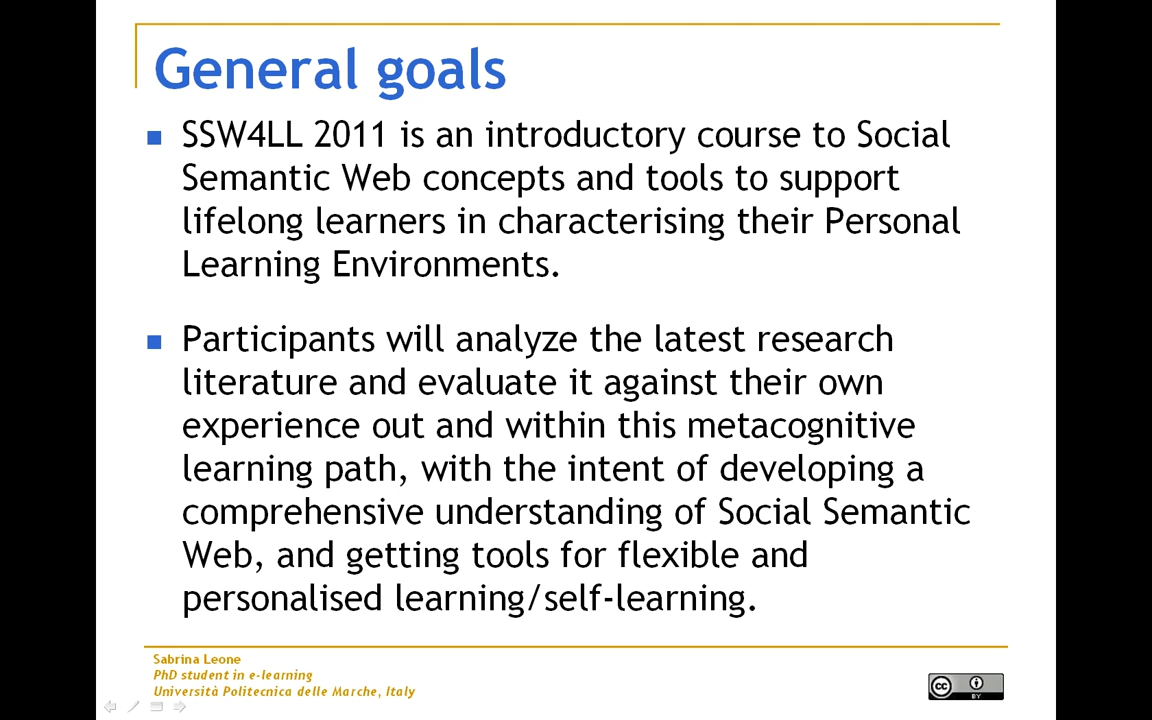 General goals
SSW4LL 2011 is an introductory course to Social
Semantic Web concepts and tools to support
lifelong learners in characterising their Personal
Learning Environments.
Participants will analyze the latest research
literature and evaluate it against their own
experience out and within this metacognitive
learning path, with the intent of developing a
comprehensive understanding of Social Semantic
Web, and getting tools for flexible and
personalised learning/self-learning.
Sabrina Leone
PhD student in e-learning
Università Politecnica delle Marche, Italy
cc
BY